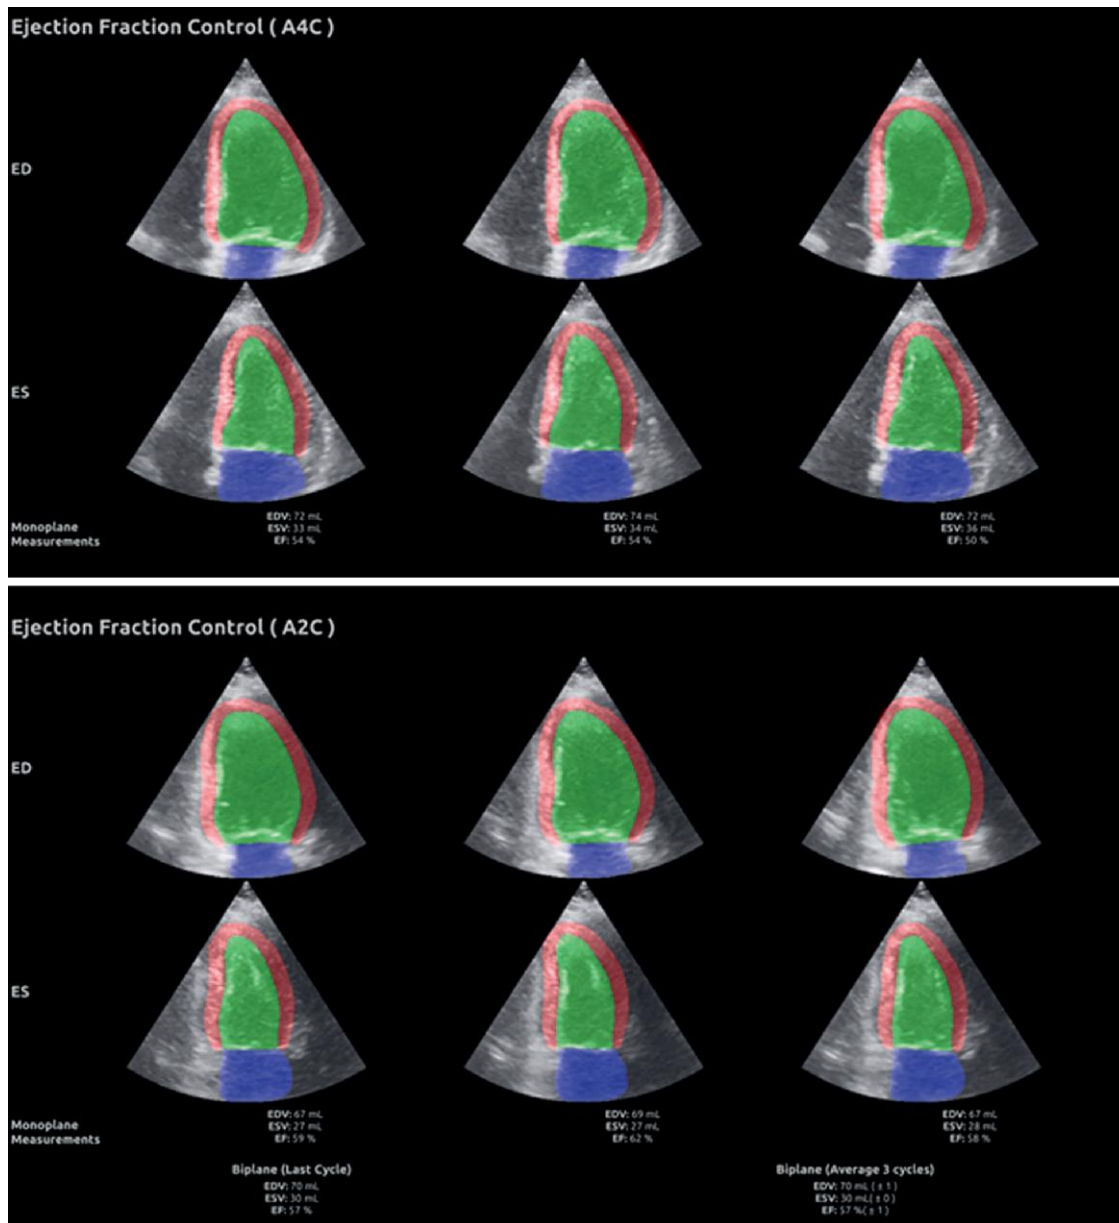 Ejection Fraction Control ( A4C )
ED
ES
Monoplane
Measurements
EDV: 72 mL
ESV: 33 mL
EF: 54 %
EDV: 74 mL
ESV: 34 mL
EF: 54 %
EDV: 72 mL
ESV: 36 mL
EF: 50 %
Ejection Fraction Control ( A2C )
ED
ES
Monoplane
Measurements
EDV: 67 mL
ESV: 27 mL
EF: 59 %
EDV: 69 mL
ESV: 27 mL
EF: 62 %
EDV: 67 mL
ESV: 28 mL
EF: 58 %
Biplane (Last Cycle)
EDV: 70 mL
ESV: 30 mL
EF: 57 %
Biplane (Average 3 cycles)
EDV: 70 mL ( ± 1 )
ESV: 30 mL( ± 0 )
EF: 57 %( ± 1 )